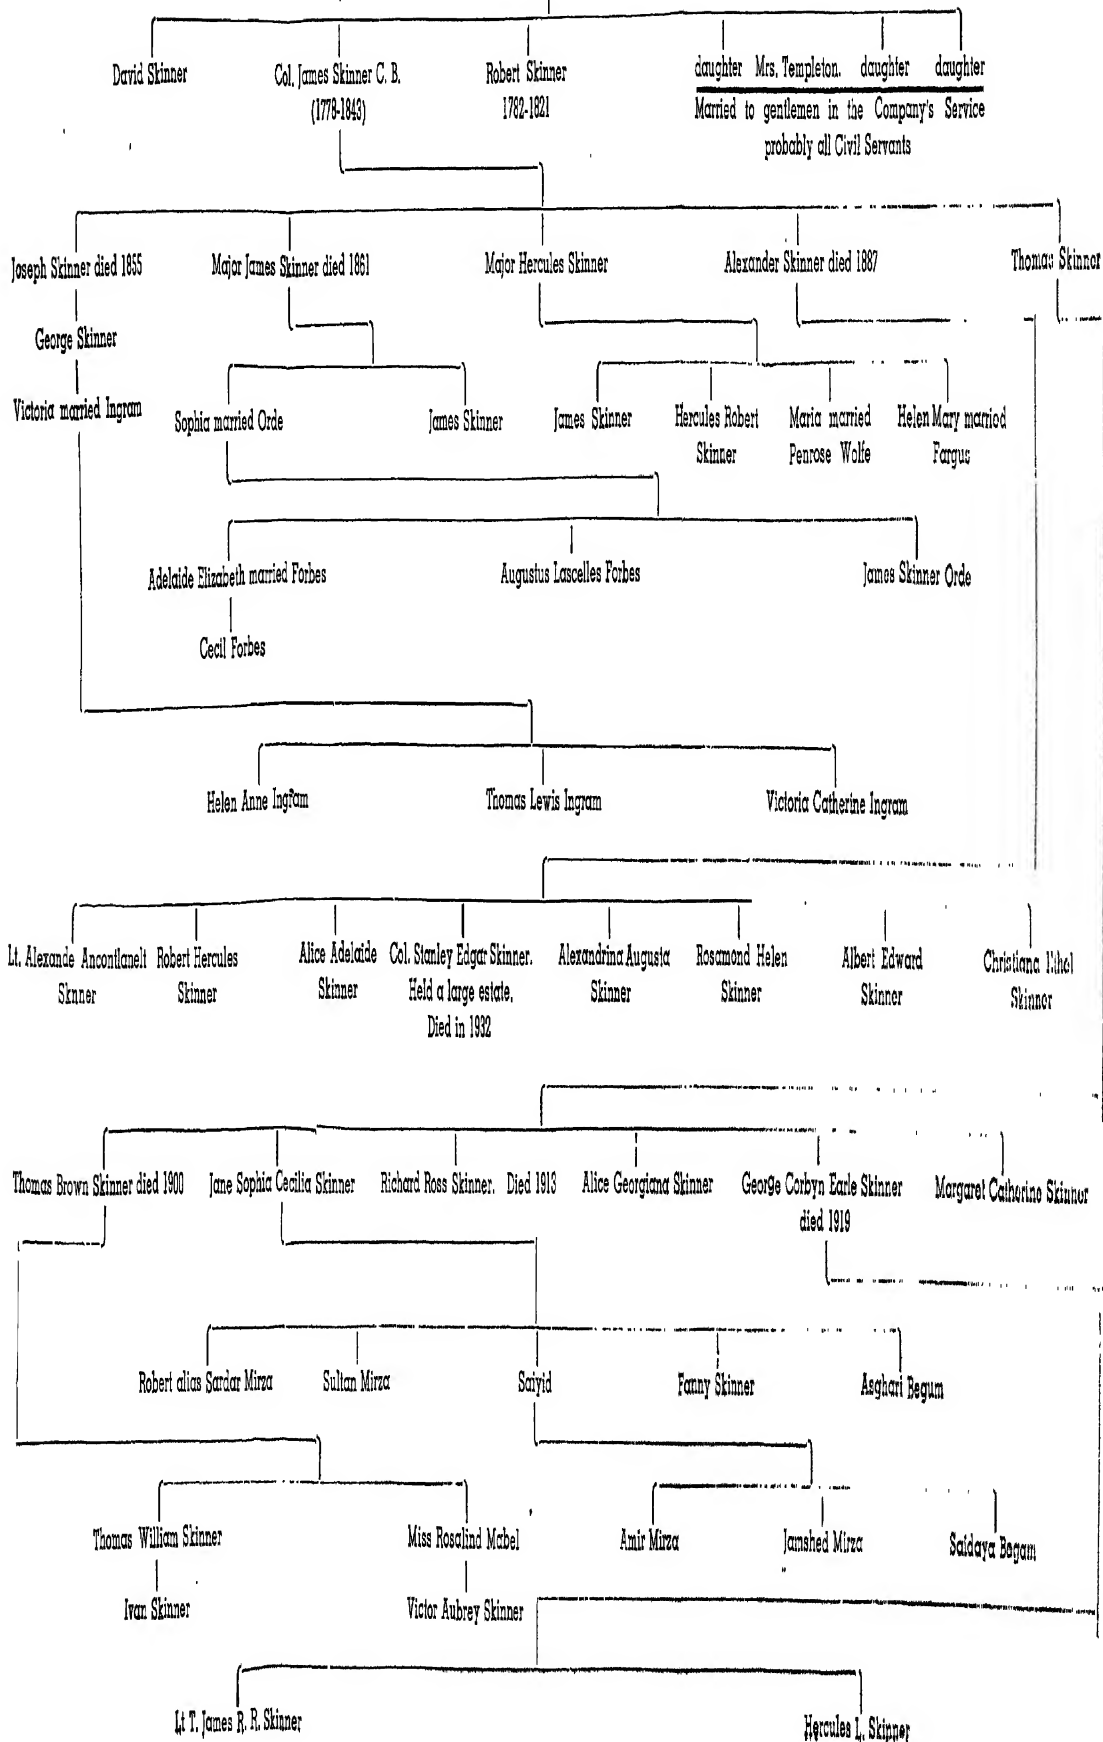 David Skinner
Col. James Skinner C. B.
(1778-1843)
Robert Skinner
1782-1821
daughter Mrs. Templeton. daughter daughter
Married to gentlemen in the Company's Service
probably all Civil Servants
Joseph Skinner died 1855
Major James Skinner died 1861
Major Hercules Skinner
Alexander Skinner died 1887
Thomas Skinner
George Skinner
Victoria married Ingram
Sophia married Orde
James Skinner
James Skinner
Hercules Robert
Skinner
Maria married
Penrose Wolfe
Helen Mary married
Fargus
Adelaide Elizabeth married Forbes
Augustus Lascelles Forbes
James Skinner Orde
Cecil Forbes
Helen Anne Ingram
Thomas Lewis Ingram
Victoria Catherine Ingram
Lt. Alexande Ancontlanelt
Sknner
Robert Hercules
Skinner
Alice Adelaide
Skinner
Col. Stanley Edgar Skinner.
Held a large estate.
Died in 1932
Alexandrina Augusta
Skinner
Rosamond Helen
Skinner
Albert Edward
Skinner
Christiana
Skinner
Thomas Brown Skinner died 1900
Jane Sophia Cecilia Skinner
Richard Ross Skinner. Died 1913
Alice Georgiana Skinner
George Corbyn Earle Skinner
died 1919
Margaret Catherine Skinner
Robert alias Sardar Mirza
Sultan Mirza
Saiyid
Fanny Skinner
Asghari Begum
Thomas William Skinner
Miss Rosalind Mabel
Amir Mirza
Jamshed Mirza
Saidaya Begam
Ivan Skinner
Victor Aubrey Skinner
Lt T. James R. R. Skinner
Hercules L. Skinner